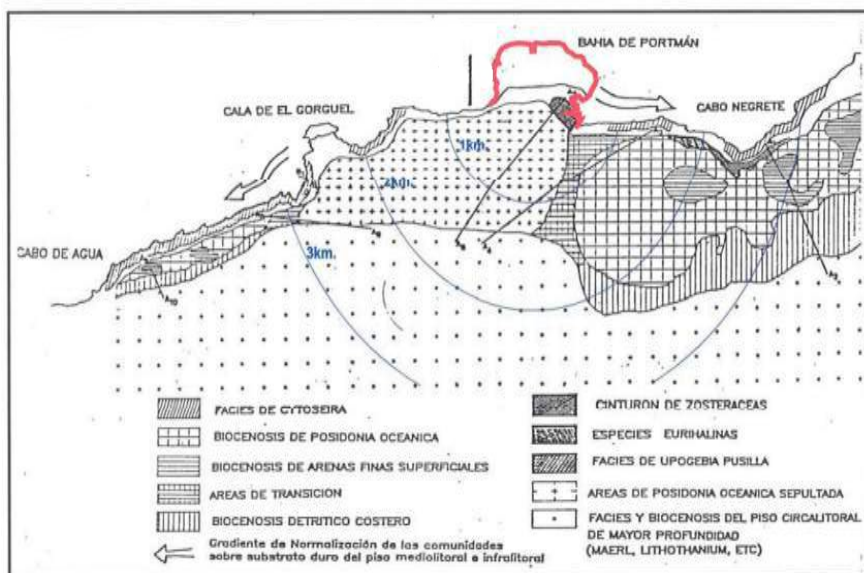 BAHIA DE PORTMÁN
CALA DE EL GORGUEL
CABO NEGRETE
1km.
2km.
3km.
CABO DE AGUA
FACIES DE CYTOSEIRA
BIOCENOSIS DE POSIDONIA OCEANICA
BIOCENOSIS DE ARENAS FINAS SUPERFICIALES
AREAS DE TRANSICION
BIOCENOSIS DETRITICO COSTERO
Gradiente de Normalización de las comunidades
sobre substrato duro del piso mediolitoral e infralitoral
CINTURON DE ZOSTERACEAS
ESPECIES EURIHALINAS
FACIES DE UPOGEBIA PUSILLA
AREAS DE POSIDONIA OCEANICA SEPULTADA
FACIES Y BIOCENOSIS DEL PISO CIRCALITORAL
DE MAYOR PROFUNDIDAD
(MAERL, LITHOTHANIUM, ETC)